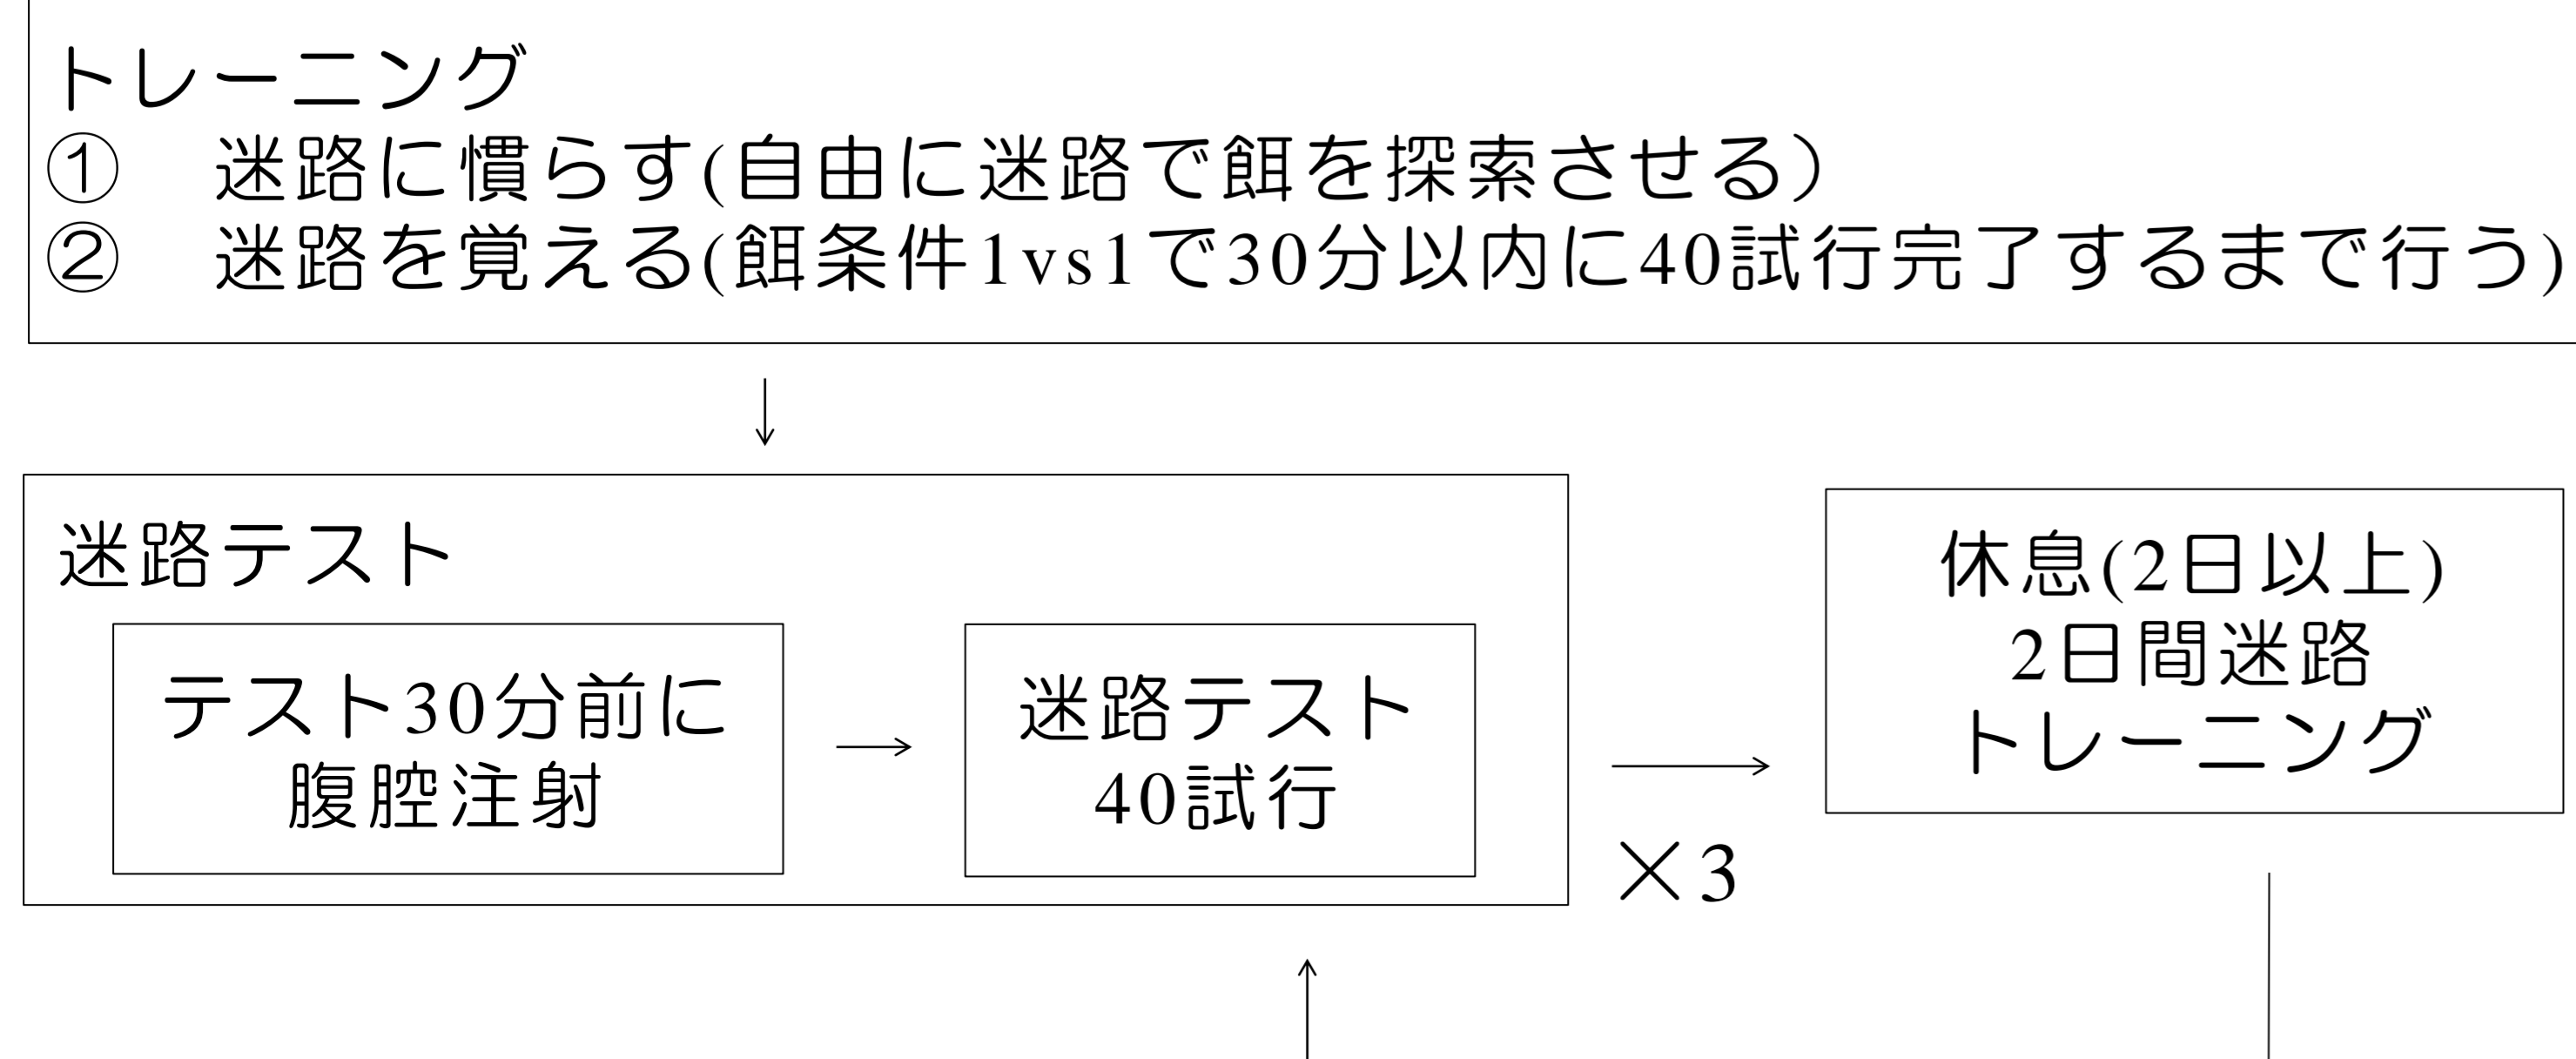 トレーニング
① 迷路に慣らす(自由に迷路で餌を探索させる）
② 迷路を覚える(餌条件1vs1で30分以内に40試行完了するまで行う)
迷路テスト
テスト30分前に
腹腔注射
迷路テスト
40試行
×3
休息(2日以上)
2日間迷路
トレーニング